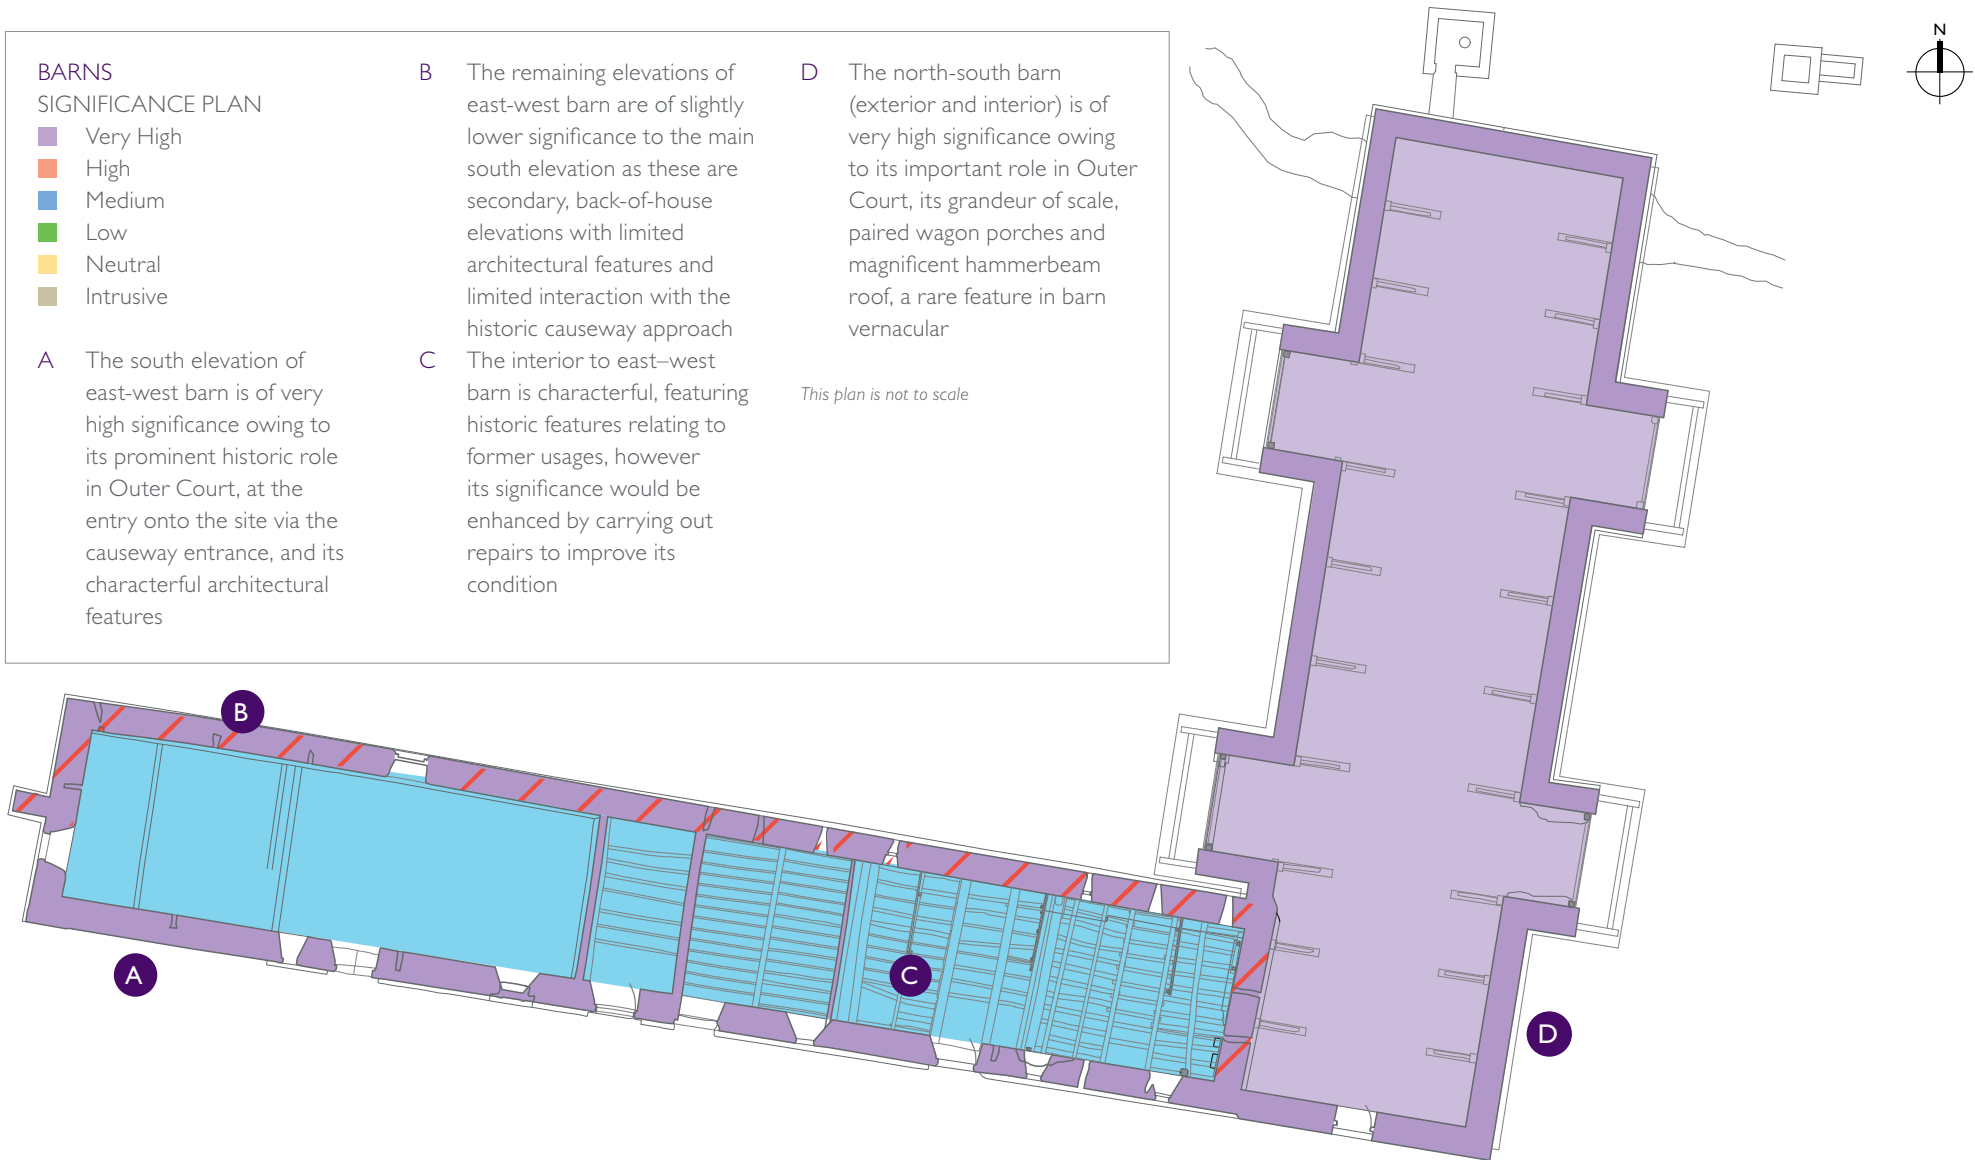 BARNS
SIGNIFICANCE PLAN
Very High
High
Medium
Low
Neutral
Intrusive
A The south elevation of
east-west barn is of very
high significance owing to
its prominent historic role
in Outer Court, at the
entry onto the site via the
causeway entrance, and its
characterful architectural
features
B The remaining elevations of
east-west barn are of slightly
lower significance to the main
south elevation as these are
secondary, back-of-house
elevations with limited
architectural features and
limited interaction with the
historic causeway approach
C The interior to east–west
barn is characterful, featuring
historic features relating to
former usages, however
its significance would be
enhanced by carrying out
repairs to improve its
condition
D The north-south barn
(exterior and interior) is of
very high significance owing
to its important role in Outer
Court, its grandeur of scale,
paired wagon porches and
magnificent hammerbeam
roof, a rare feature in barn
vernacular
This plan is not to scale
N
B
A
C
D